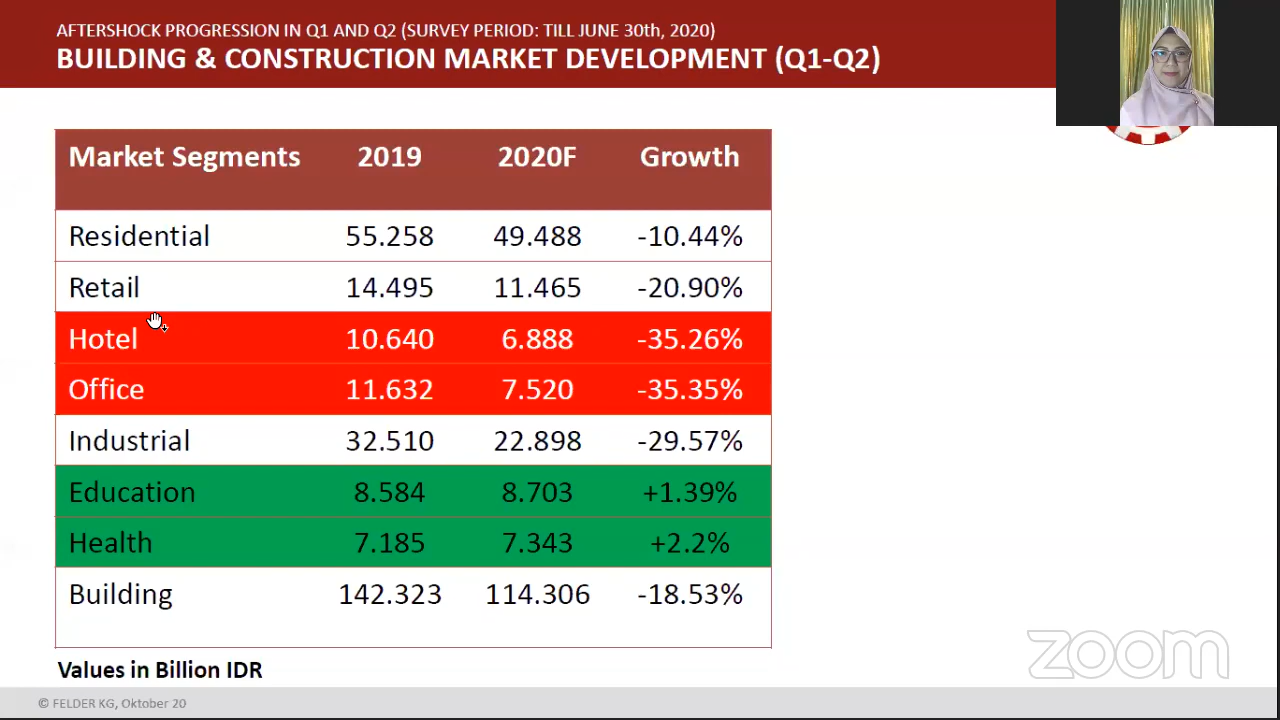 AFTERSHOCK PROGRESSION IN Q1 AND Q2 (SURVEY PERIOD: TILL JUNE 30th, 2020)
BUILDING & CONSTRUCTION MARKET DEVELOPMENT (Q1-Q2)
Market Segments 2019 2020F Growth
Residential 55.258 49.488 -10.44%
Retail 14.495 11.465 -20.90%
Hotel 10.640 6.888 -35.26%
Office 11.632 7.520 -35.35%
Industrial 32.510 22.898 -29.57%
Education 8.584 8.703 +1.39%
Health 7.185 7.343 +2.2%
Building 142.323 114.306 -18.53%
Values in Billion IDR
zoom
© FELDER KG, Oktober 20